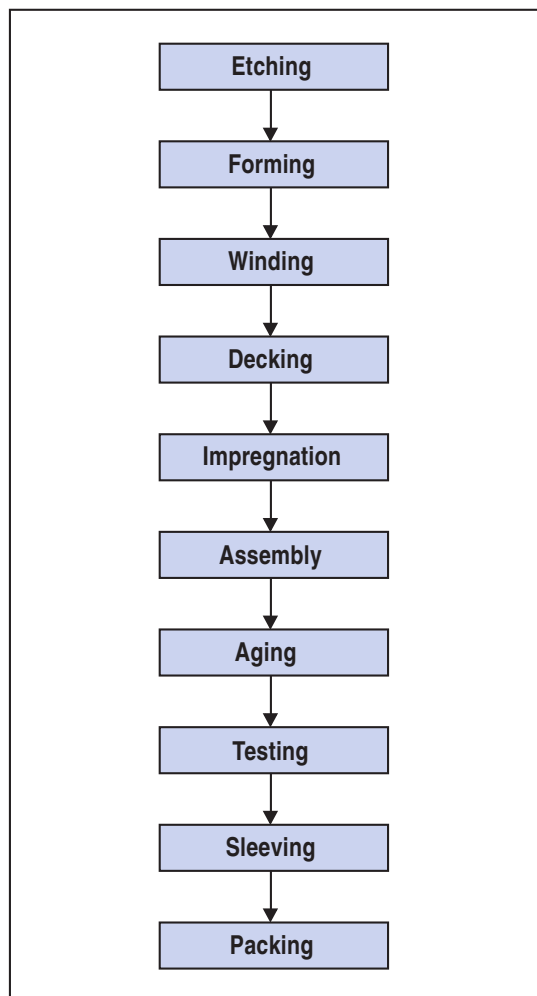 Etching
Forming
Winding
Decking
Impregnation
Assembly
Aging
Testing
Sleeving
Packing